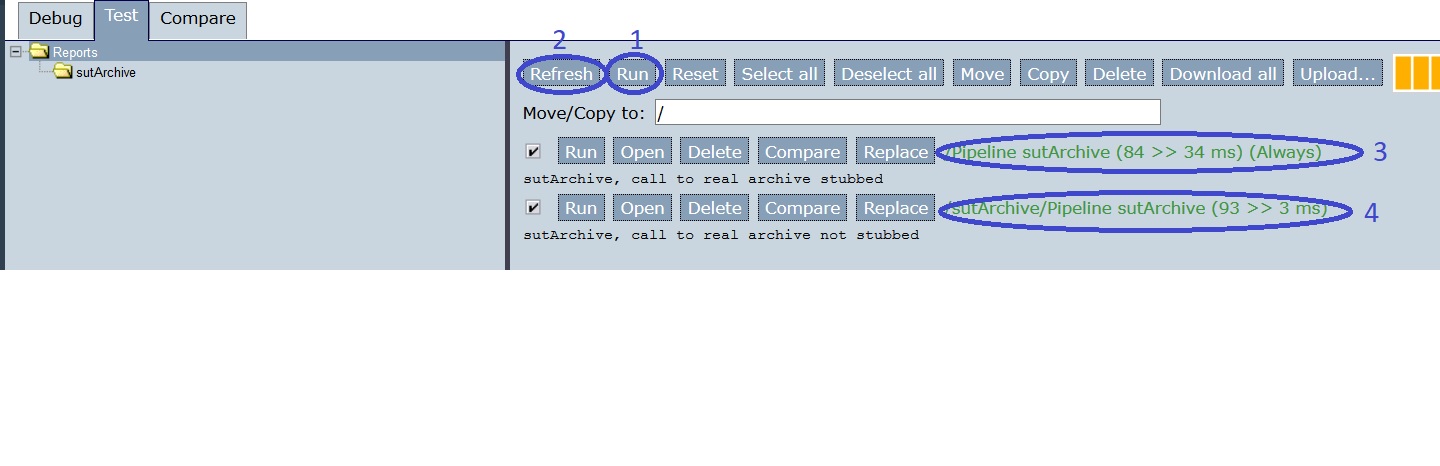 Debug Test Compare
Reports
sutArchive
2 1
Refresh Run Reset Select all Deselect all Move Copy Delete Download all Upload...
Move/Copy to: /
Run Open Delete Compare Replace /Pipeline sutArchive (84 >> 34 ms) (Always) 3
sutArchive, call to real archive stubbed
Run Open Delete Compare Replace /sutArchive/Pipeline sutArchive (93 >> 3 ms) 4
sutArchive, call to real archive not stubbed